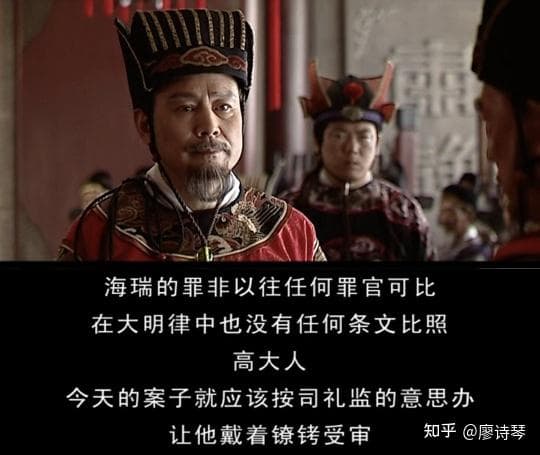 海瑞的罪非以往任何罪官可比
在大明律中也没有任何条文比照
高大人
今天的案子就应该按司礼监的意思办
让他戴着镣铐受审
知乎 @廖诗琴